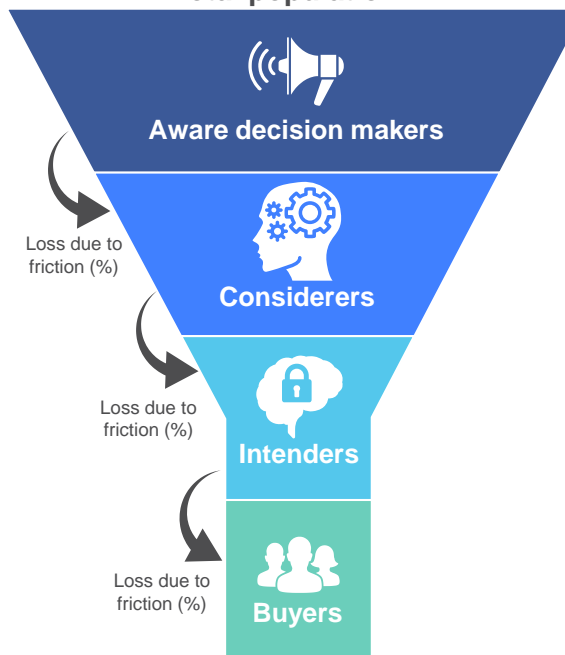 Aware decision makers
Loss due to
friction (%)
Considerers
Loss due to
friction (%)
Intenders
Loss due to
friction (%)
Buyers